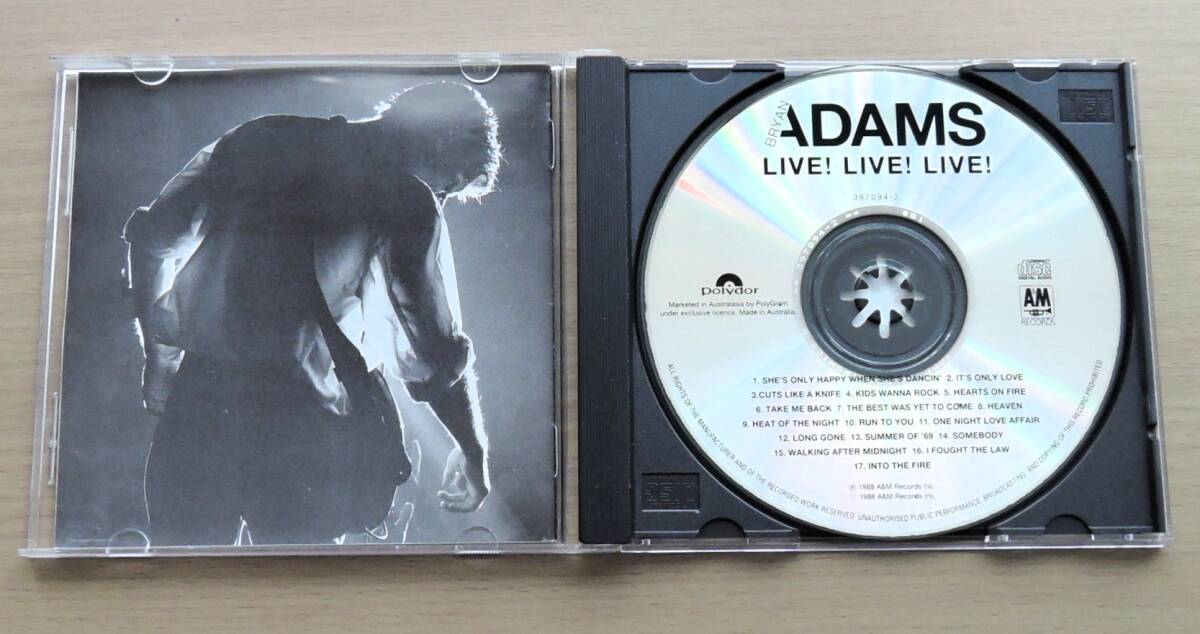 BRYAN
ADAMS
LIVE! LIVE! LIVE!
397094-2
polydor
Marketed in Australasia by PolyGram
under exclusive licence. Made in Australia.
disc
DIGITAL AUDIO
A&M
RECORDS
1. SHE'S ONLY HAPPY WHEN SHE'S DANCIN' 2. IT'S ONLY LOVE
3.CUTS LIKE A KNIFE 4. KIDS WANNA ROCK 5. HEARTS ON FIRE
6. TAKE ME BACK 7. THE BEST WAS YET TO COME 8. HEAVEN
9. HEAT OF THE NIGHT 10. RUN TO YOU 11. ONE NIGHT LOVE AFFAIR
12. LONG GONE 13. SUMMER OF '69 14. SOMEBODY
15. WALKING AFTER MIDNIGHT 16. I FOUGHT THE LAW
17. INTO THE FIRE
℗ 1988 A&M Records Inc.
1988 A&M Records Inc.
ALL RIGHTS OF THE MANUFACTURER AND OF THE RECORDED WORK RESERVED. UNAUTHORISED PUBLIC PERFORMANCE, BROADCASTING AND COPYING OF THIS RECORD PROHIBITED